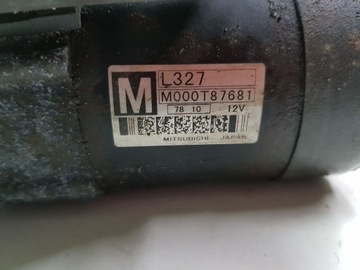 M L327
M000T87681
78 10 12V
MITSUBISHI JAPAN